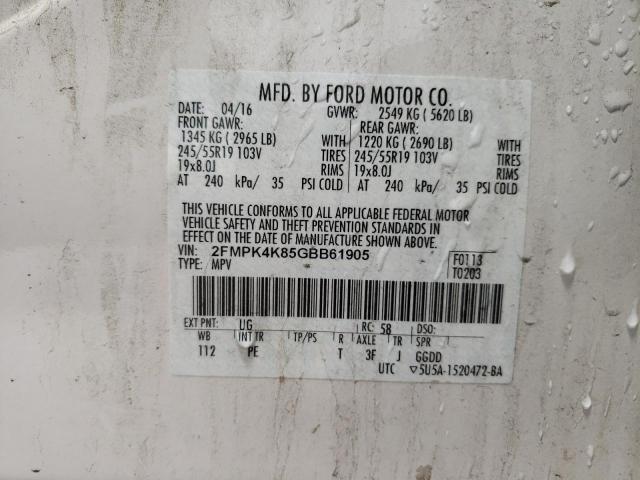 MFD. BY FORD MOTOR CO.
DATE: 04/16 GVWR: 2549 KG ( 5620 LB)
FRONT GAWR: REAR GAWR:
1345 KG ( 2965 LB) WITH 1220 KG ( 2690 LB) WITH
245/55R19 103V TIRES 245/55R19 103V TIRES
19x8.0J RIMS 19x8.0J RIMS
AT 240 kPa/ 35 PSI COLD AT 240 kPa/ 35 PSI COLD
THIS VEHICLE CONFORMS TO ALL APPLICABLE FEDERAL MOTOR
VEHICLE SAFETY AND THEFT PREVENTION STANDARDS IN
EFFECT ON THE DATE OF MANUFACTURE SHOWN ABOVE.
VIN: 2FMPK4K85GBB61905 F0113
TYPE: MPV T0203
EXT PNT: UG RC: 58 DSO:
WB INT TR TP/PS R AXLE TR SPR
112 PE T 3F J GGDD
UTC ▽5U5A-1520472-BA